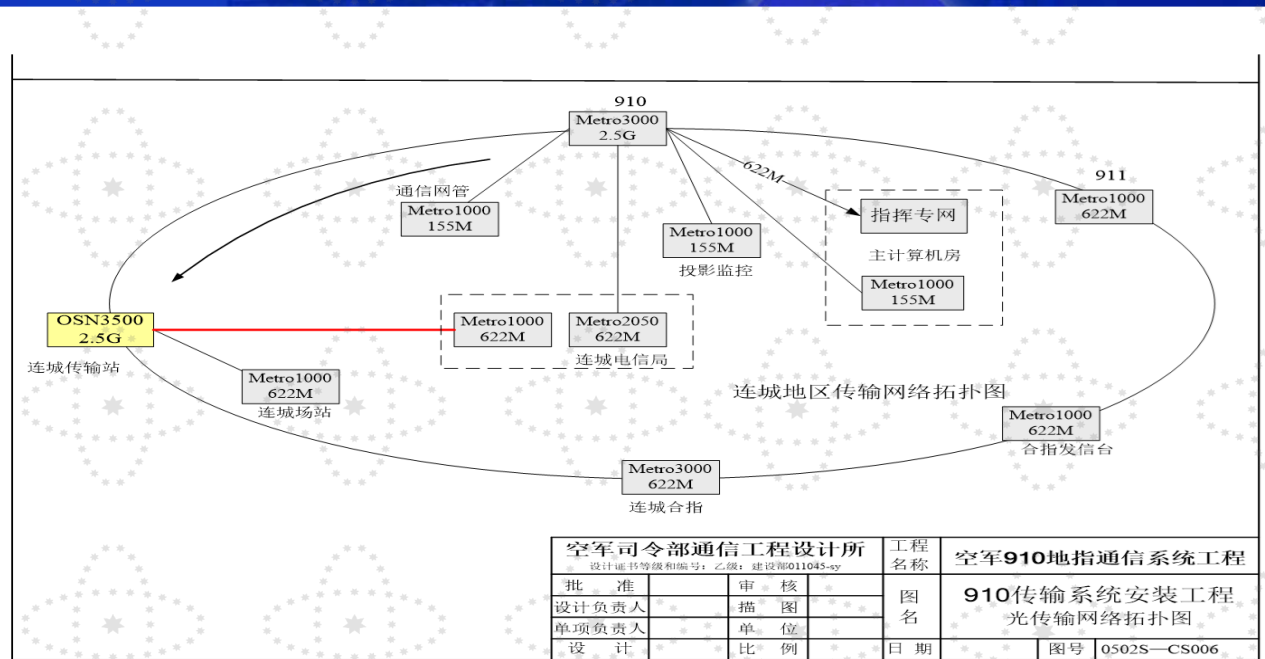 910
Metro3000
2.5G
通信网管
Metro1000
155M
622M
911
Metro1000
622M
指挥专网
主计算机房
Metro1000
155M
Metro1000
155M
投影监控
OSN3500
2.5G
连城传输站
Metro1000
622M
Metro2050
622M
连城电信局
Metro1000
622M
连城场站
连城地区传输网络拓扑图
Metro1000
622M
合指发信台
Metro3000
622M
连城合指
空军司令部通信工程设计所
设计证书等级和编号：乙级：建设部011045-sy
工程名称
空军910地指通信系统工程
批 准
审 核
图名
910传输系统安装工程
光传输网络拓扑图
设计负责人
描 图
单项负责人
单 位
设 计
比 例
日 期
图号
0502S—CS006